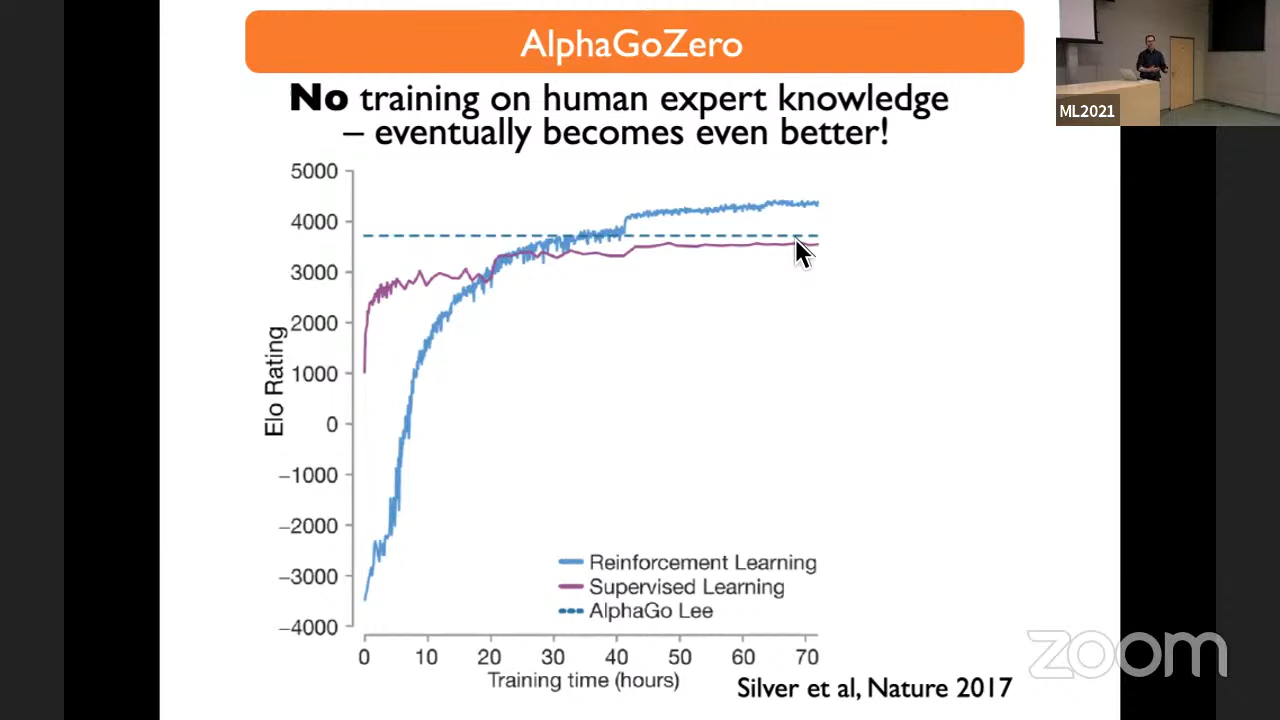 AlphaGoZero
No training on human expert knowledge
– eventually becomes even better!
ML2021
5000
4000
3000
2000
1000
0
−1000
−2000
−3000
−4000
Elo Rating
Reinforcement Learning
Supervised Learning
AlphaGo Lee
0 10 20 30 40 50 60 70
Training time (hours)
Silver et al, Nature 2017
zoom